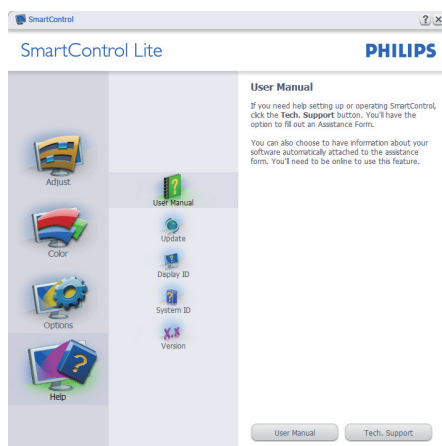 SmartControl
? ×
SmartControl Lite
PHILIPS
Adjust
Color
Options
Help
User Manual
Update
Display ID
System ID
X.X
Version
User Manual
If you need help setting up or operating SmartControl,
click the Tech. Support button. You'll have the
option to fill out an Assistance Form.
You can also choose to have information about your
software automatically attached to the assistance
form. You'll need to be online to use this feature.
User Manual
Tech. Support